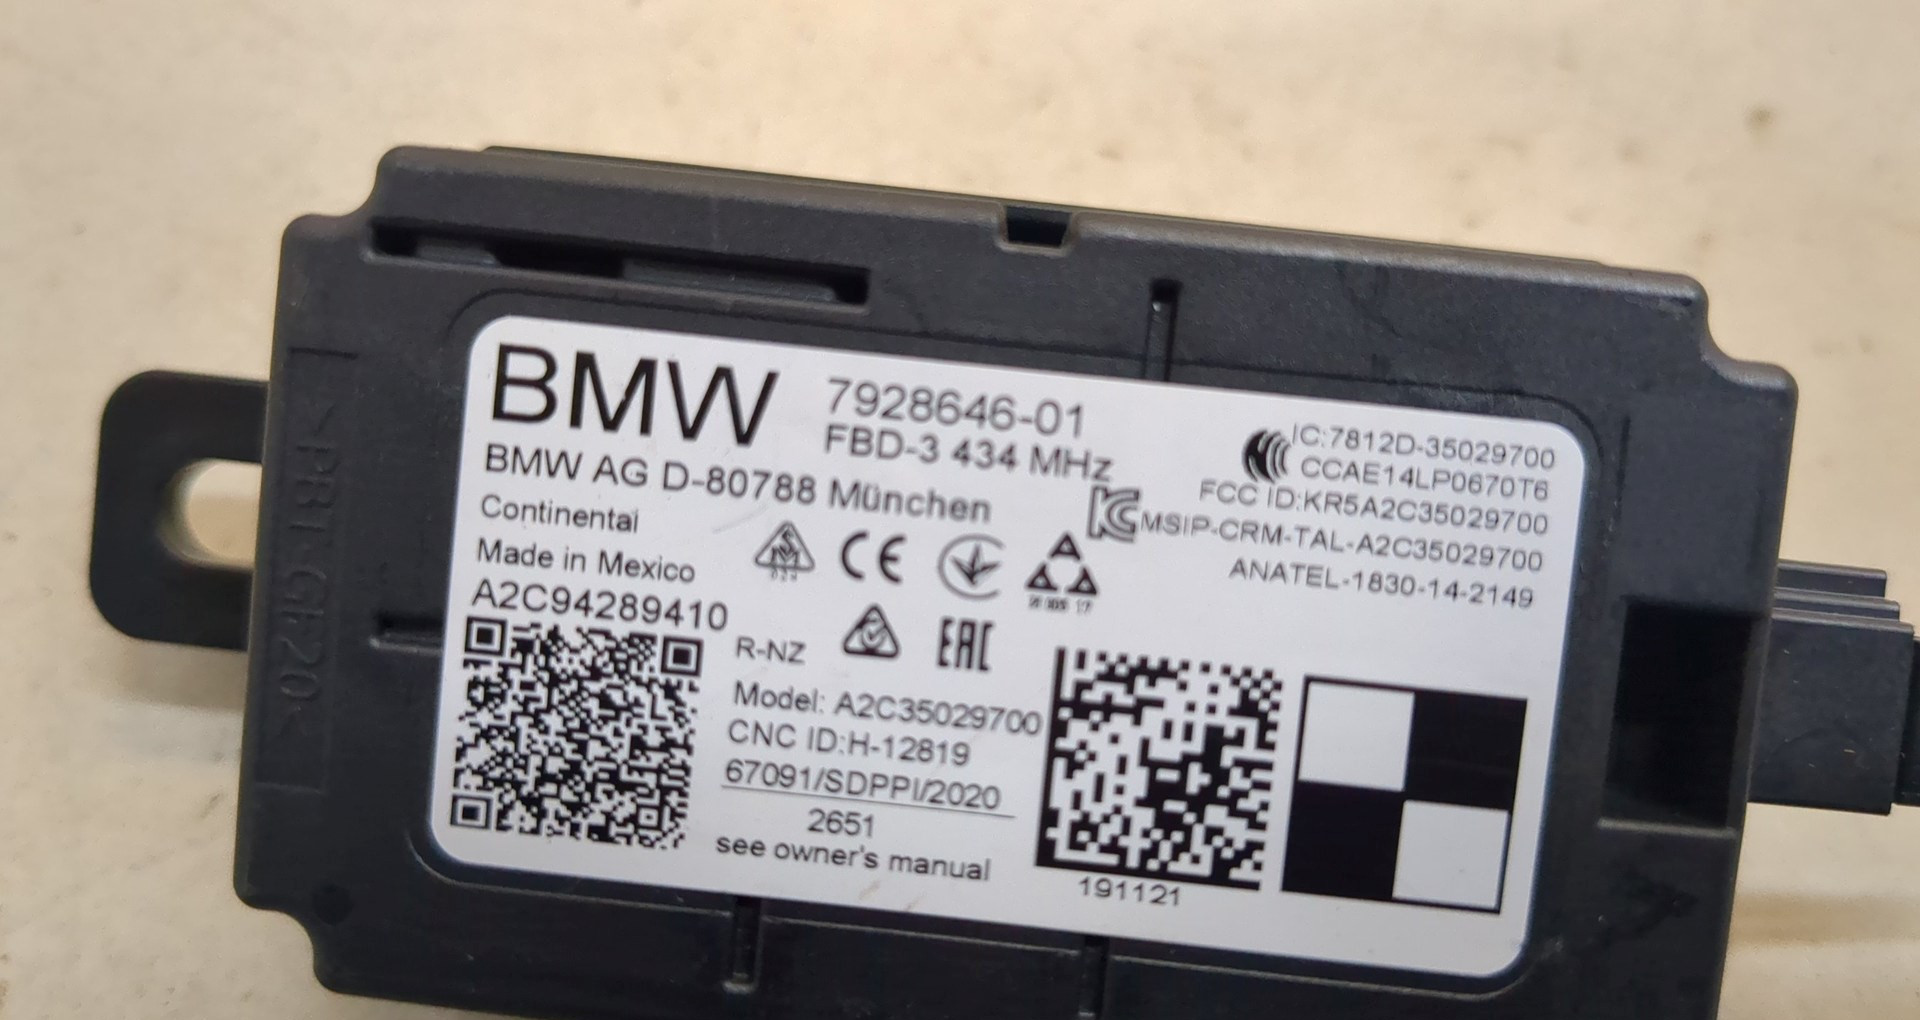 BMW
7928646-01
FBD-3 434 MHz
BMW AG D-80788 München
Continental
Made in Mexico
A2C94289410
IC:7812D-35029700
CCAE14LP0670T6
FCC ID:KR5A2C35029700
MSIP-CRM-TAL-A2C35029700
ANATEL-1830-14-2149
CE
EAC
R-NZ
Model: A2C35029700
CNC ID:H-12819
67091/SDPPI/2020
2651
see owner's manual
191121
>PBT-GF20<